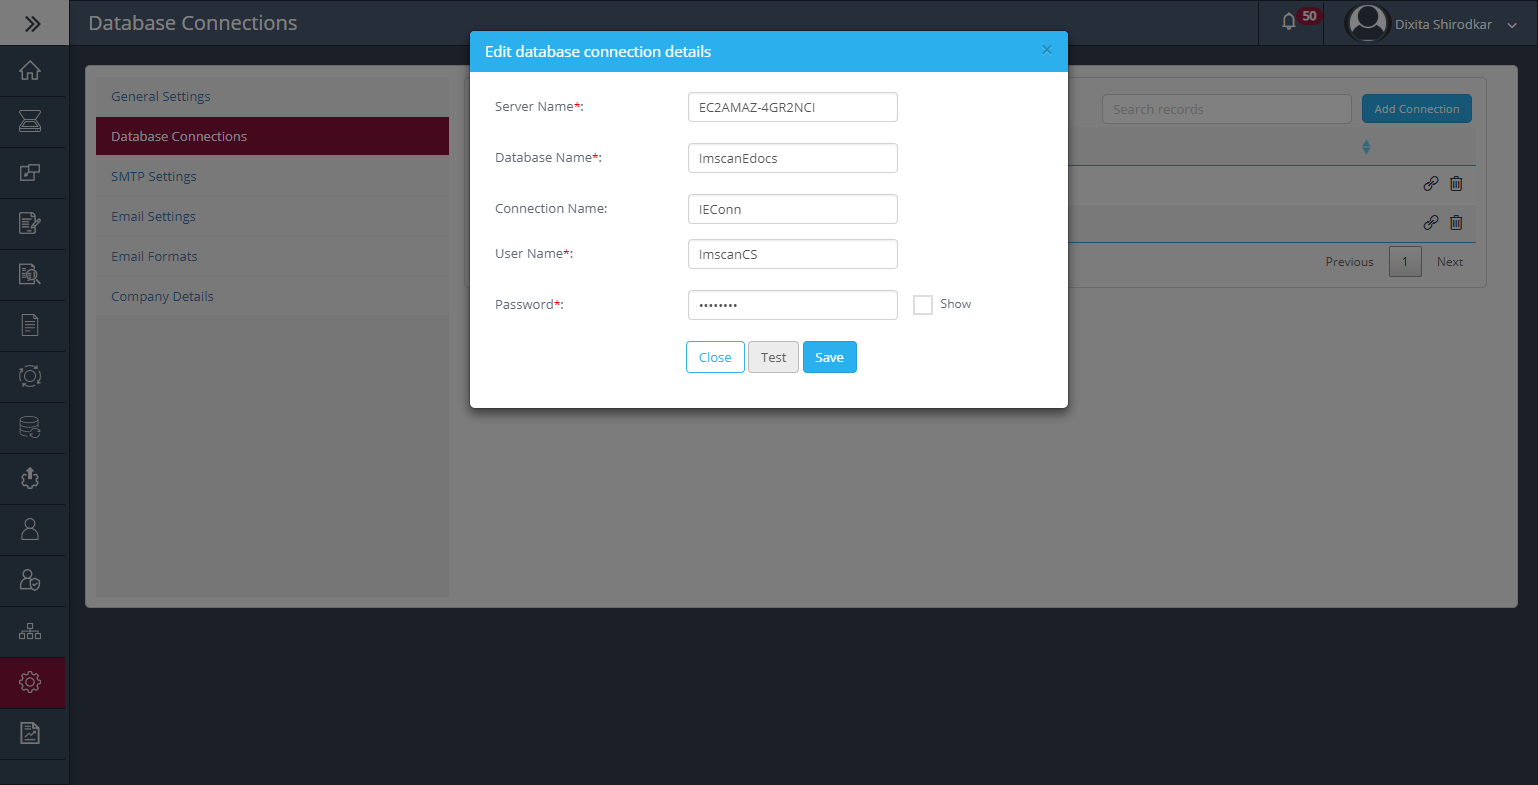 Database Connections
50
Dixita Shirodkar
Edit database connection details
×
General Settings
Database Connections
SMTP Settings
Email Settings
Email Formats
Company Details
Server Name*:
EC2AMAZ-4GR2NCI
Database Name*:
ImscanEdocs
Connection Name:
IEConn
User Name*:
ImscanCS
Password*:
••••••••
Show
Close
Test
Save
Search records
Add Connection
Previous
1
Next